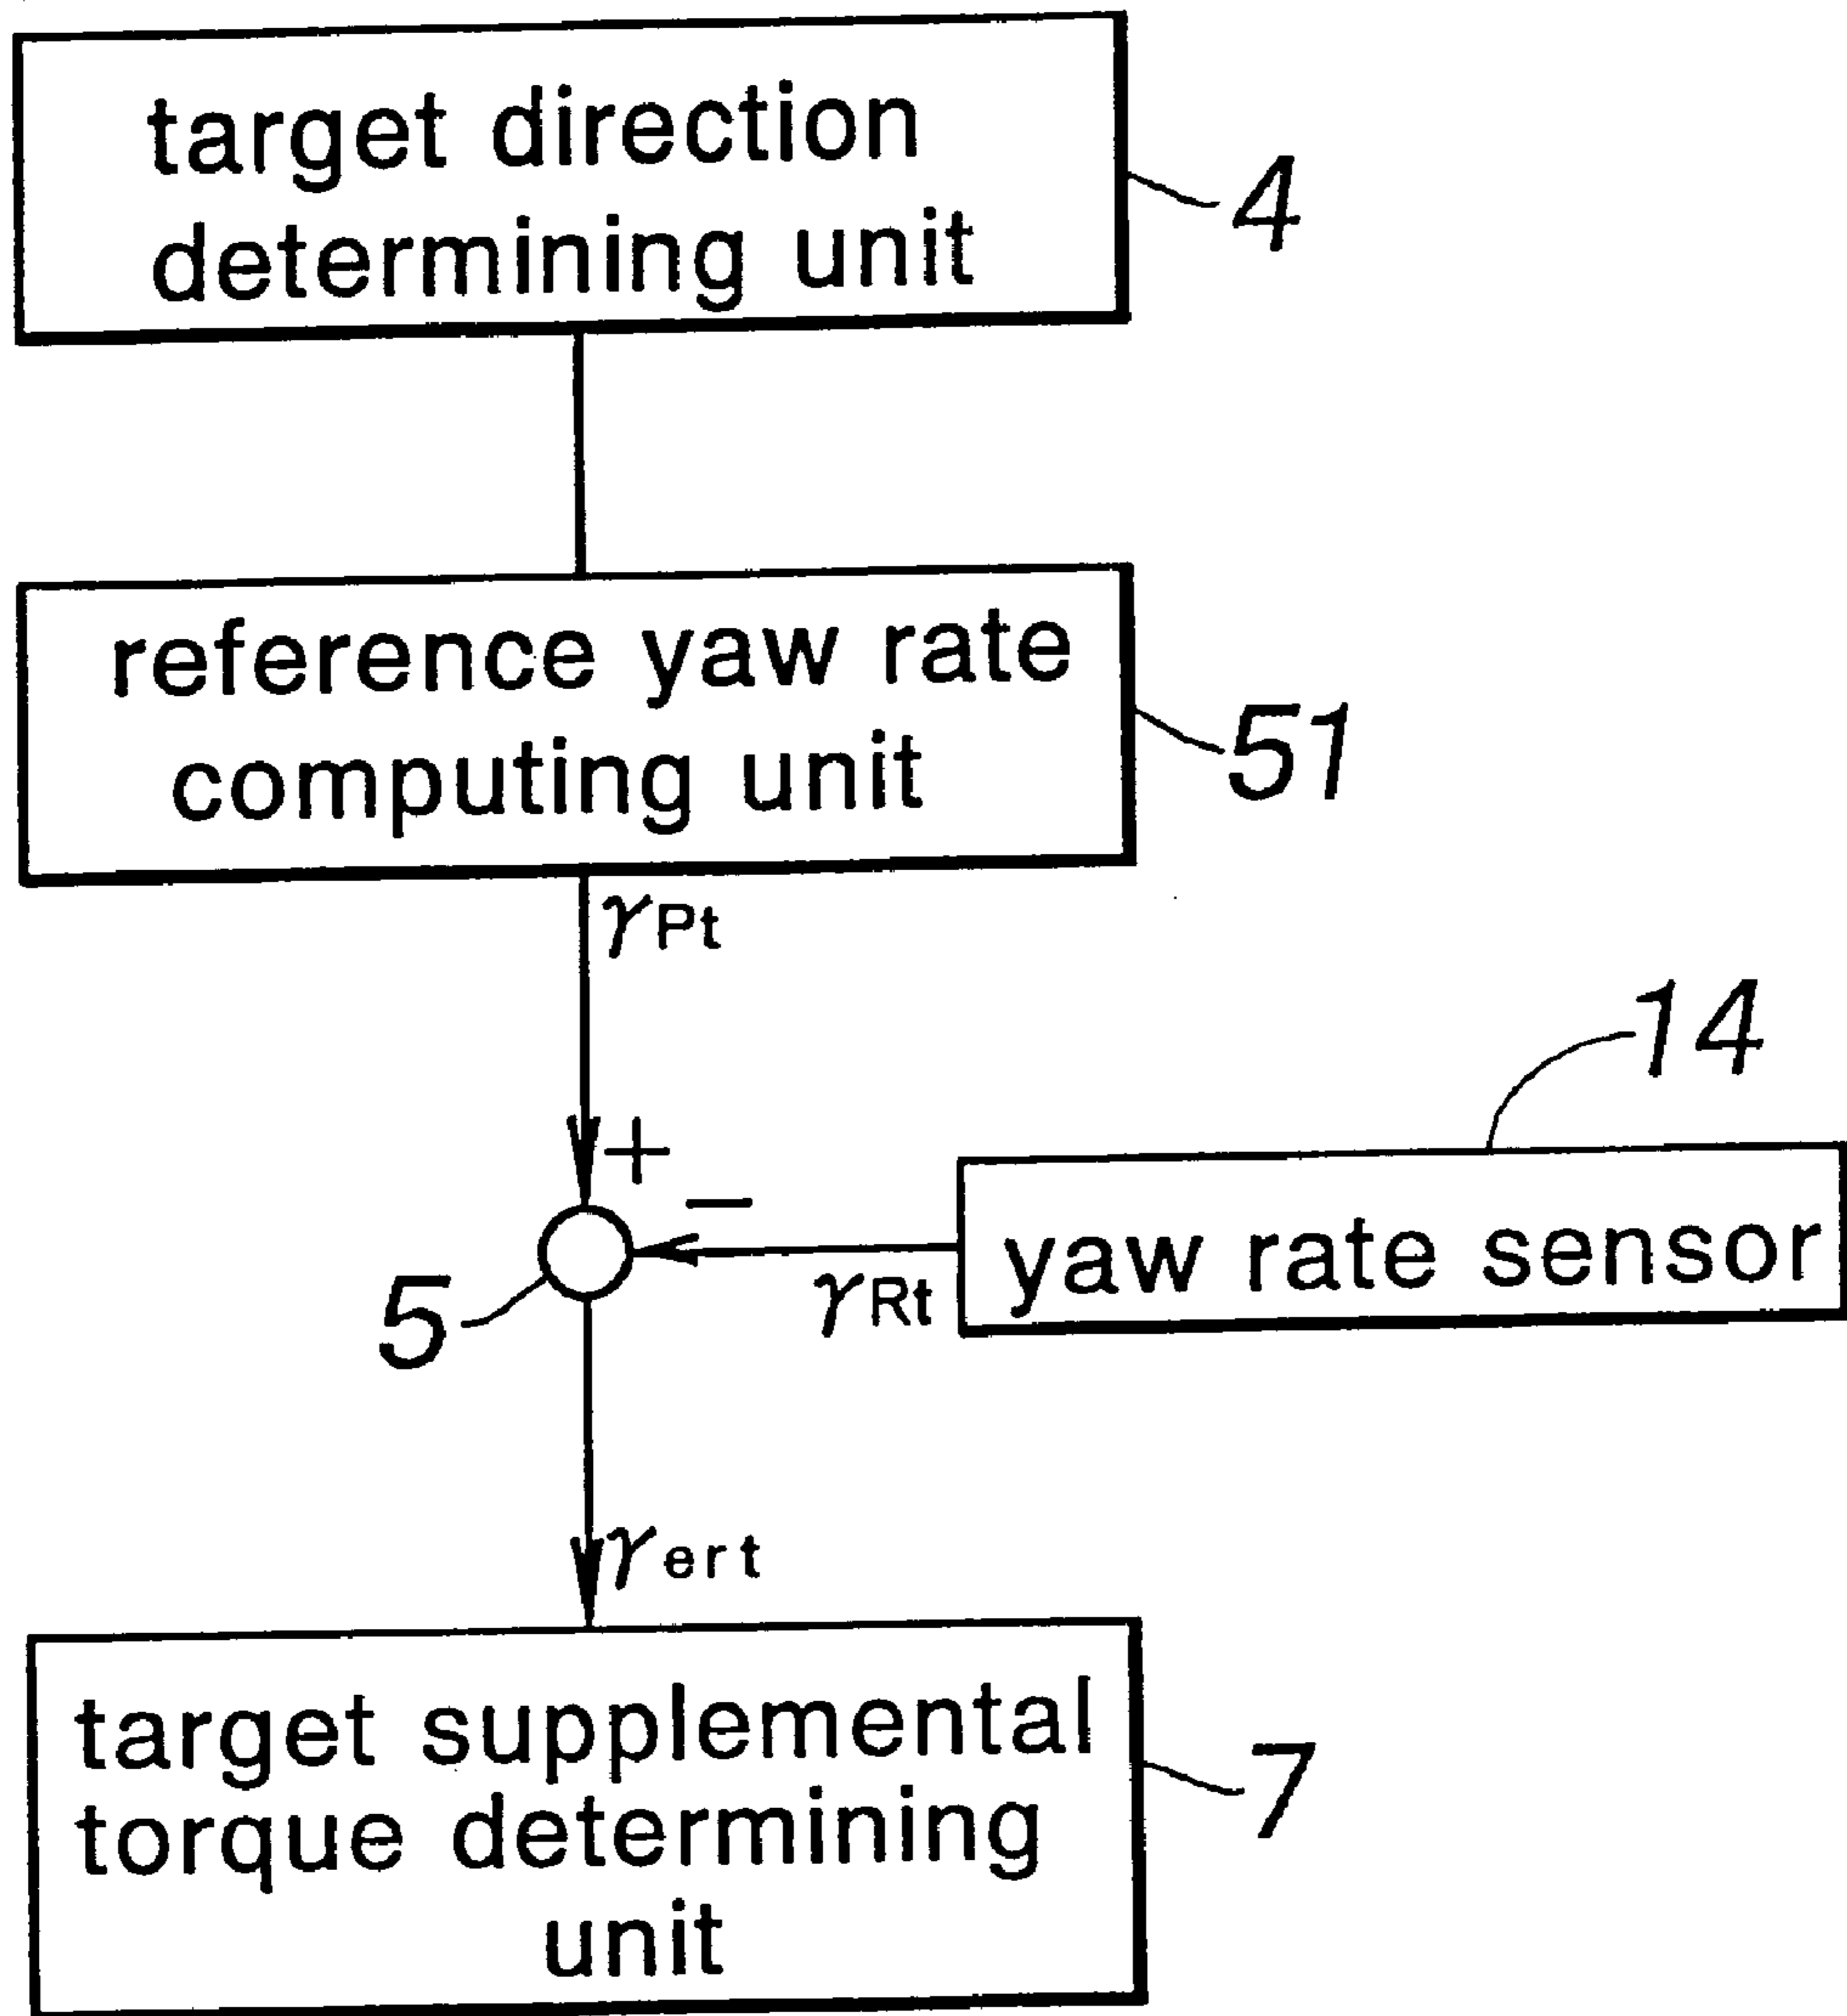 target direction
determining unit
4
reference yaw rate
computing unit
51
γPt
14
+
−
yaw rate sensor
γRt
5
γert
target supplemental
torque determining
unit
7